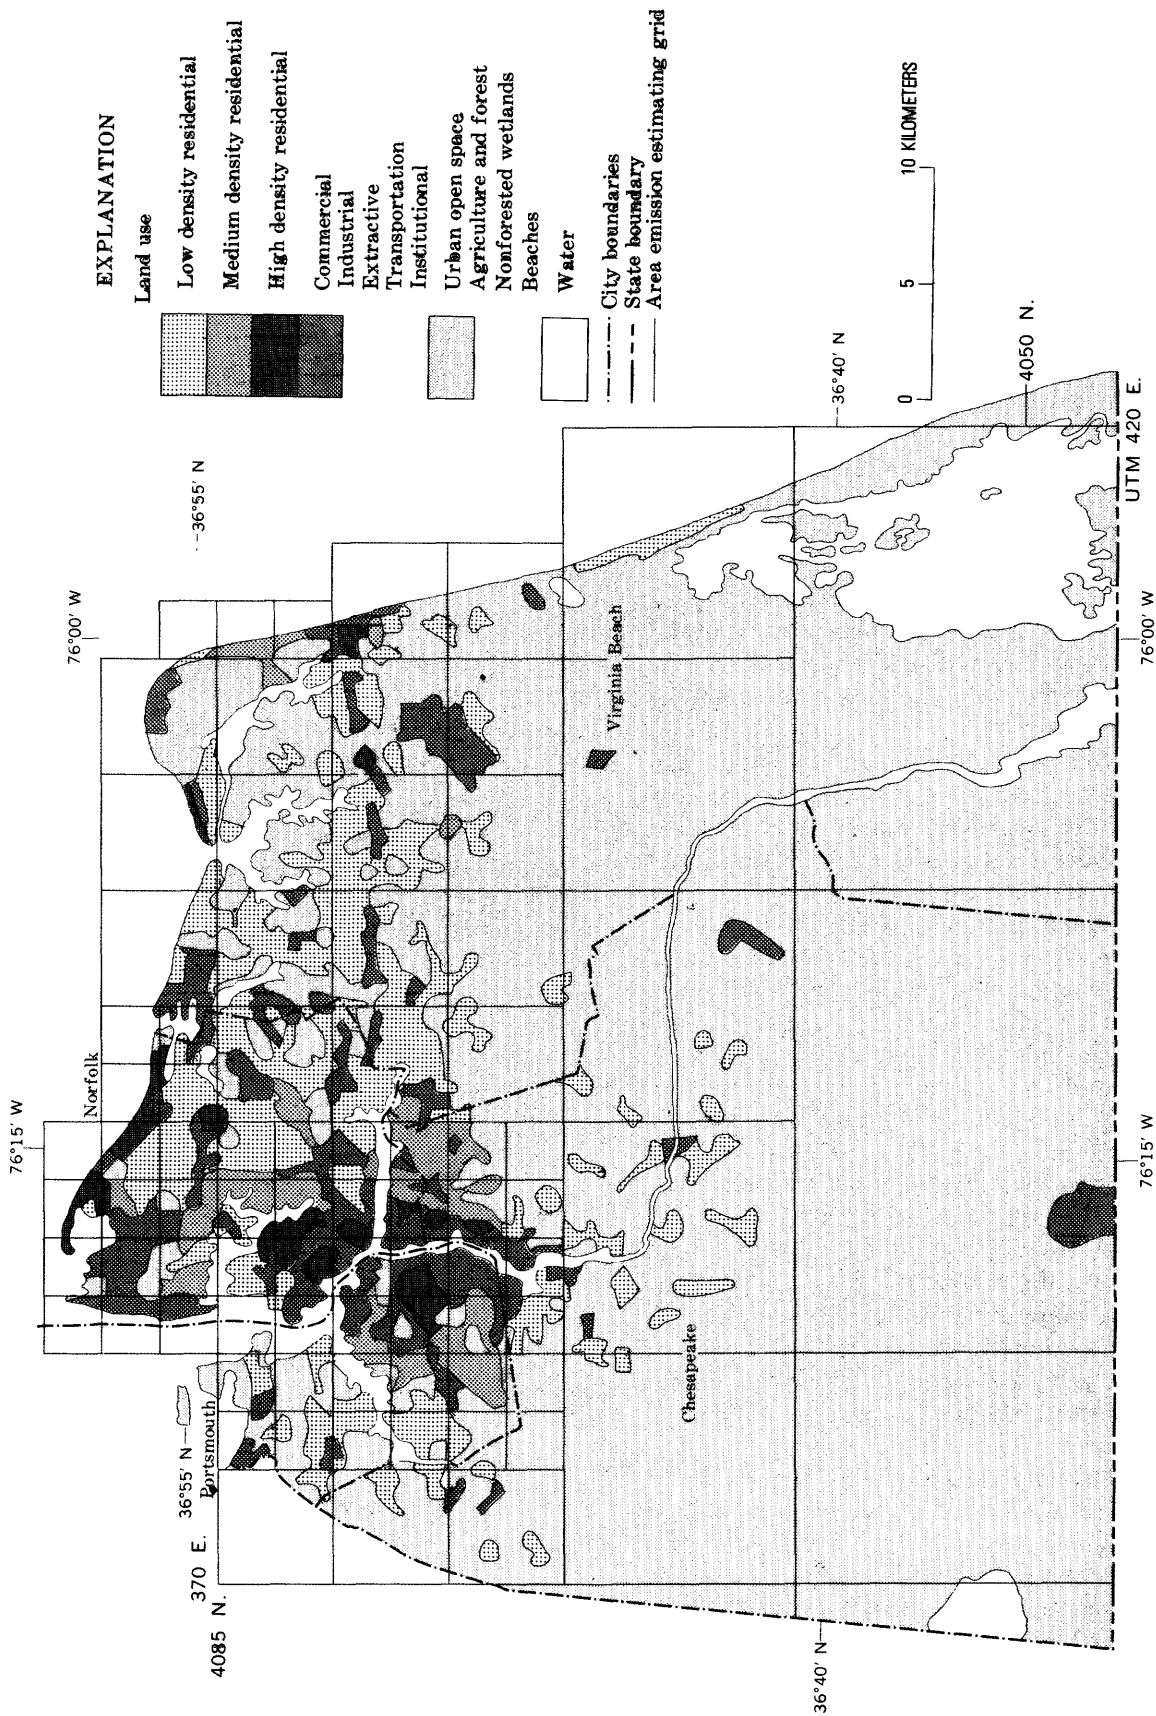 EXPLANATION
Land use
Low density residential
Medium density residential
High density residential
Commercial
Industrial
Extractive
Transportation
Institutional
Urban open space
Agriculture and forest
Nonforested wetlands
Beaches
Water
City boundaries
State boundary
Area emission estimating grid
0 5 10 KILOMETERS
36°55' N
36°40' N
4050 N.
UTM 420 E.
76°00' W
76°00' W
Virginia Beach
Norfolk
76°15' W
76°15' W
Chesapeake
36°55' N
Portsmouth
370 E.
4085 N.
36°40' N